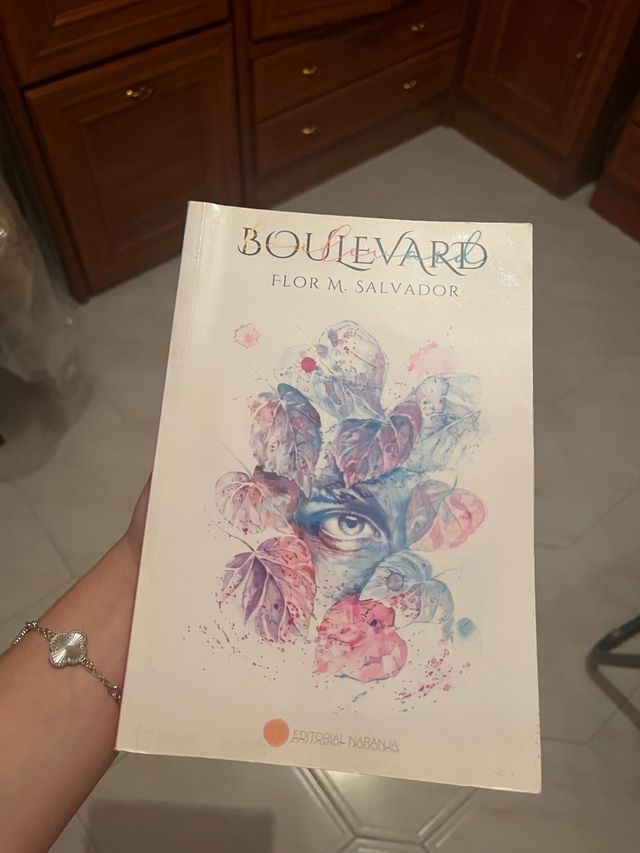 BOULEVARD
FLOR M. SALVADOR
EDITORIAL NARANJA